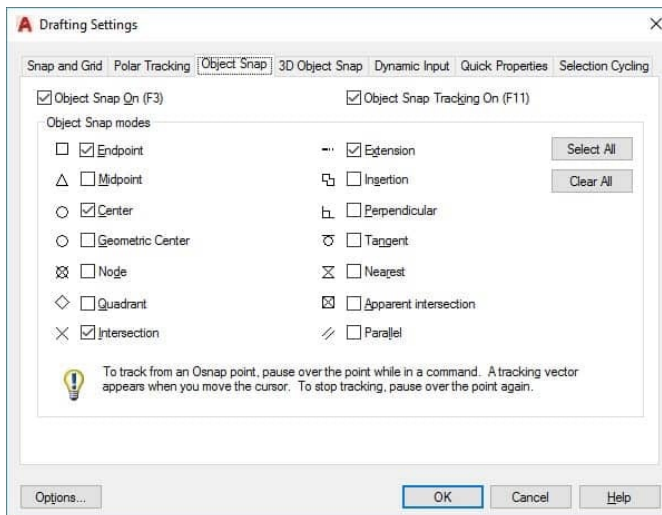 Drafting Settings
Snap and Grid Polar Tracking Object Snap 3D Object Snap Dynamic Input Quick Properties Selection Cycling
Object Snap On (F3) Object Snap Tracking On (F11)
Object Snap modes
Endpoint Extension Select All
Midpoint Insertion Clear All
Center Perpendicular
Geometric Center Tangent
Node Nearest
Quadrant Apparent intersection
Intersection Parallel
To track from an Osnap point, pause over the point while in a command. A tracking vector
appears when you move the cursor. To stop tracking, pause over the point again.
Options... OK Cancel Help